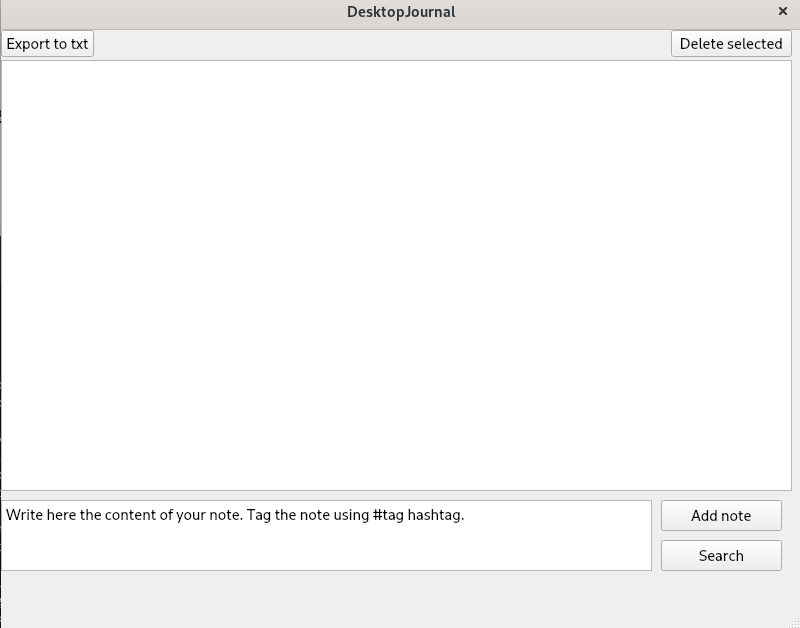 DesktopJournal ×
Export to txt
Delete selected
Write here the content of your note. Tag the note using #tag hashtag.
Add note
Search